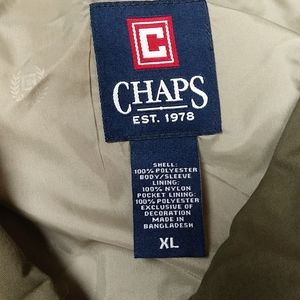 C
CHAPS
EST. 1978
SHELL:
100% POLYESTER
BODY/SLEEVE
LINING:
100% NYLON
POCKET LINING:
100% POLYESTER
EXCLUSIVE OF
DECORATION
MADE IN
BANGLADESH
XL